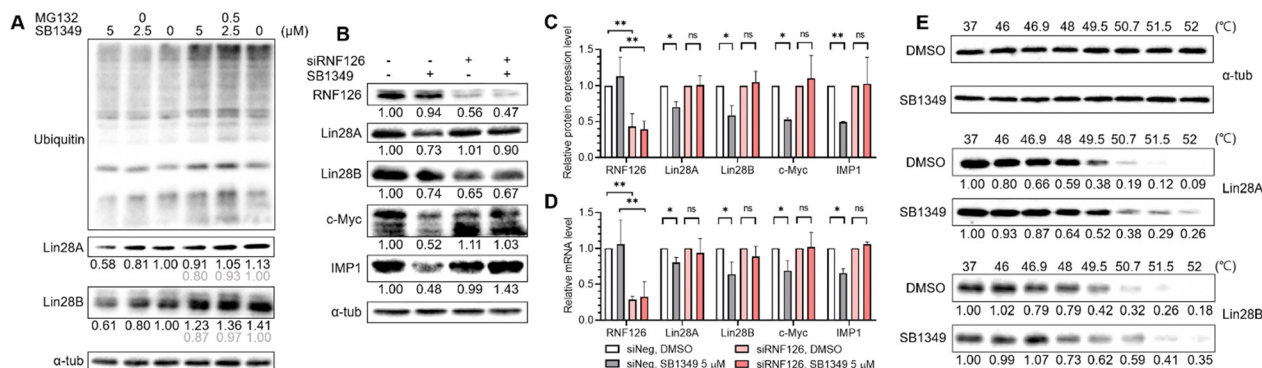 A
MG132 0 0.5
SB1349 5 2.5 0 5 2.5 0 (μM)
Ubiquitin
Lin28A
0.58 0.81 1.00 0.91 1.05 1.13
0.80 0.93 1.00
Lin28B
0.61 0.80 1.00 1.23 1.36 1.41
0.87 0.97 1.00
α-tub
B
siRNF126 - - + +
SB1349 - + - +
RNF126
1.00 0.94 0.56 0.47
Lin28A
1.00 0.73 1.01 0.90
Lin28B
1.00 0.74 0.65 0.67
c-Myc
1.00 0.52 1.11 1.03
IMP1
1.00 0.48 0.99 1.43
α-tub
C
Relative protein expression level
1.5
1.0
0.5
0.0
** ** * ns * ns * ns ** ns
RNF126 Lin28A Lin28B c-Myc IMP1
D
Relative mRNA level
1.5
1.0
0.5
0.0
** ** * ns * ns * ns * ns
RNF126 Lin28A Lin28B c-Myc IMP1
siNeg, DMSO siRNF126, DMSO
siNeg, SB1349 5 μM siRNF126, SB1349 5 μM
E
37 46 46.9 48 49.5 50.7 51.5 52 (℃)
DMSO
α-tub
SB1349
37 46 46.9 48 49.5 50.7 51.5 52 (℃)
DMSO
1.00 0.80 0.66 0.59 0.38 0.19 0.12 0.09
Lin28A
SB1349
1.00 0.93 0.87 0.64 0.52 0.38 0.29 0.26
37 46 46.9 48 49.5 50.7 51.5 52 (℃)
DMSO
1.00 1.02 0.79 0.79 0.42 0.32 0.26 0.18
Lin28B
SB1349
1.00 0.99 1.07 0.73 0.62 0.59 0.41 0.35